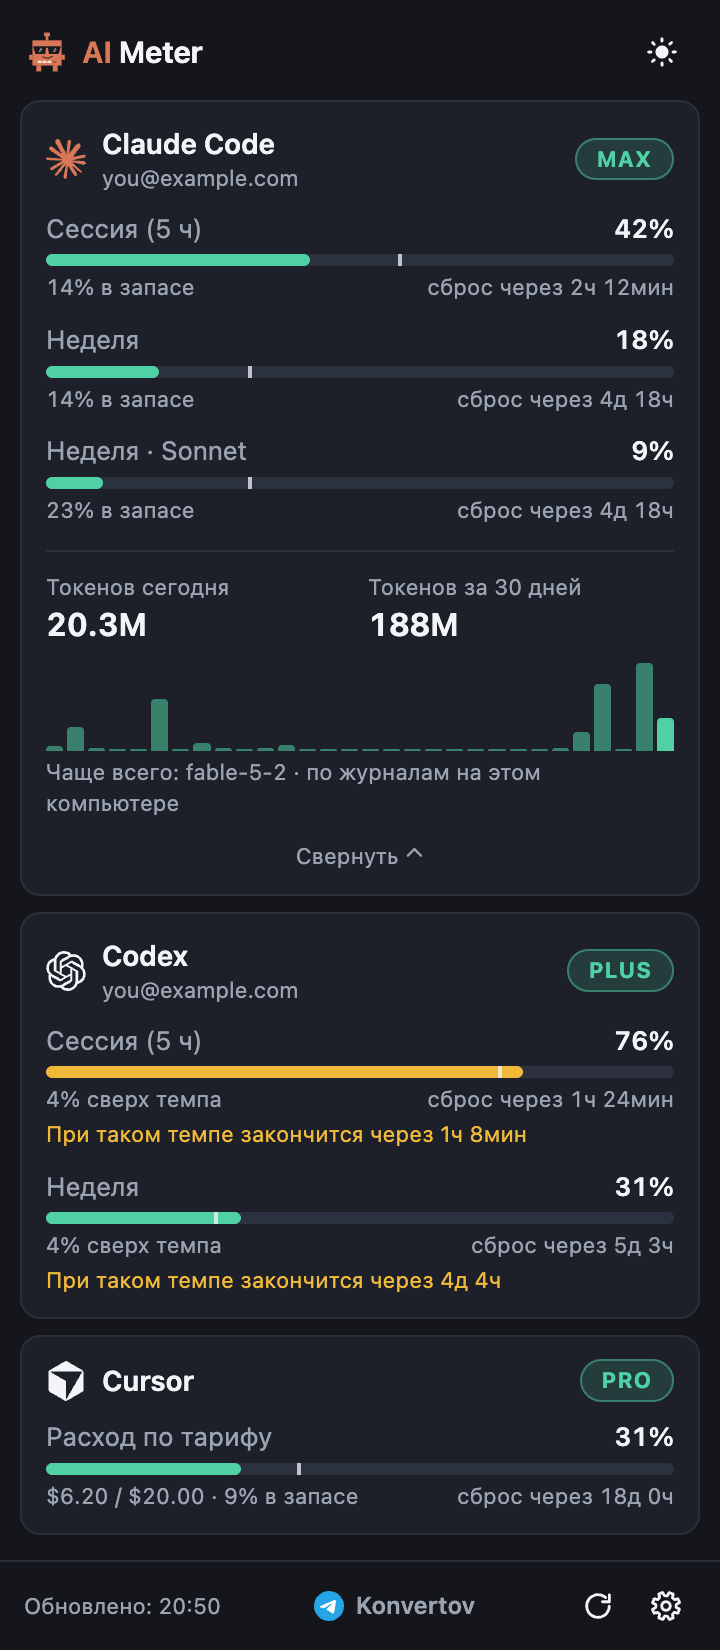 AI Meter
Claude Code
you@example.com
MAX
Сессия (5 ч) 42%
14% в запасе сброс через 2ч 12мин
Неделя 18%
14% в запасе сброс через 4д 18ч
Неделя · Sonnet 9%
23% в запасе сброс через 4д 18ч
Токенов сегодня Токенов за 30 дней
20.3M 188M
Чаще всего: fable-5-2 · по журналам на этом
компьютере
Свернуть
Codex
you@example.com
PLUS
Сессия (5 ч) 76%
4% сверх темпа сброс через 1ч 24мин
При таком темпе закончится через 1ч 8мин
Неделя 31%
4% сверх темпа сброс через 5д 3ч
При таком темпе закончится через 4д 4ч
Cursor PRO
Расход по тарифу 31%
$6.20 / $20.00 · 9% в запасе сброс через 18д 0ч
Обновлено: 20:50 Konvertov